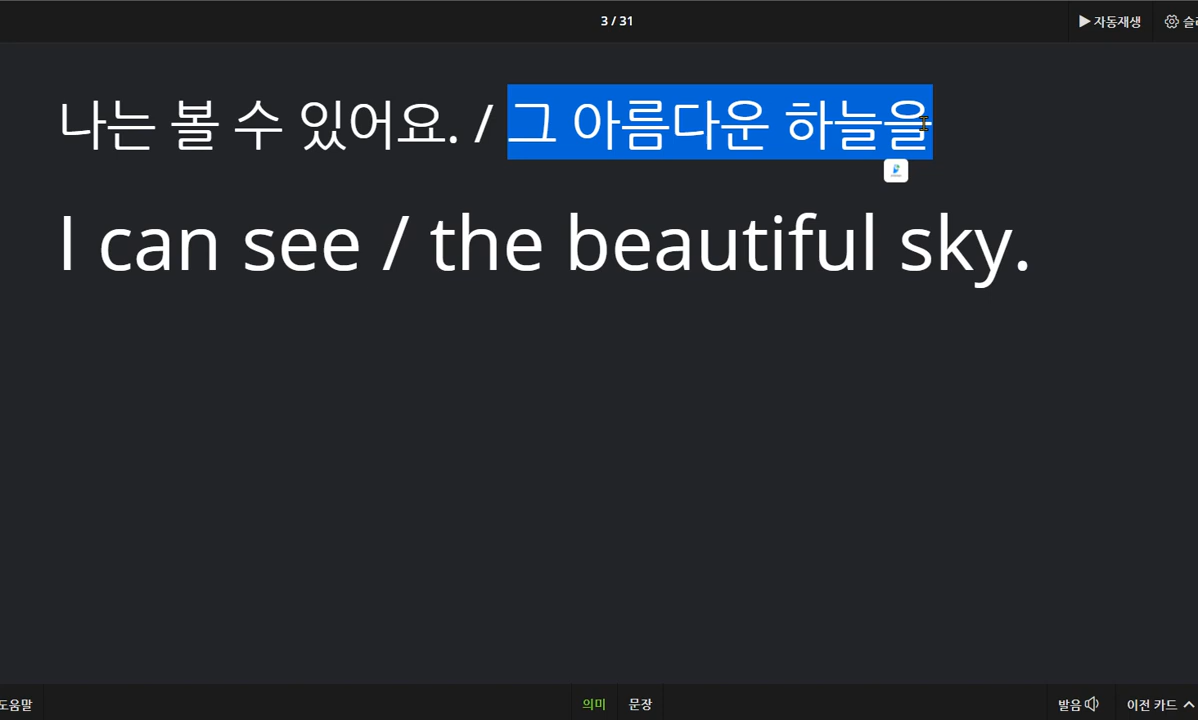 3 / 31
▶ 자동재생
나는 볼 수 있어요. / 그 아름다운 하늘을
I can see / the beautiful sky.
도움말
의미 문장
발음
이전 카드